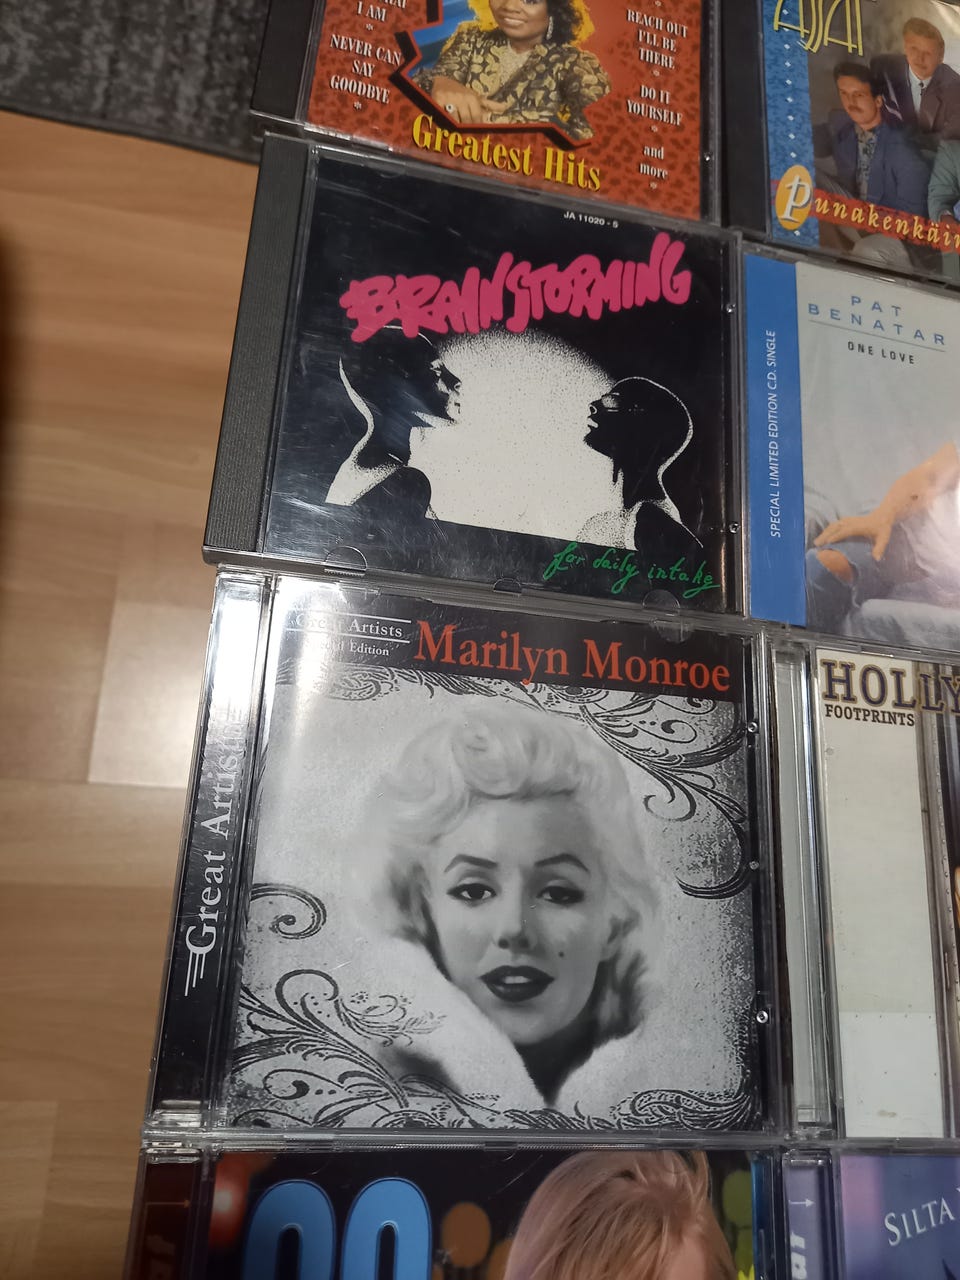 I AM
*
NEVER CAN
SAY
GOODBYE
*
Greatest Hits
*
REACH OUT
I'LL BE
THERE
*
DO IT
YOURSELF
*
and
more
*
Punakenkäin
JA 11020 - 5
BRAINSTORMING
for daily intake
SPECIAL LIMITED EDITION C.D. SINGLE
PAT
BENATAR
ONE LOVE
Great Artists
Great Artists
Edition
Marilyn Monroe
HOLLY
FOOTPRINTS
SILTA